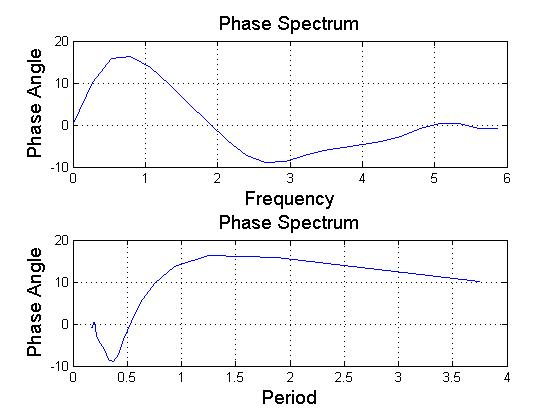 Phase Spectrum
20
10
0
-10
Phase Angle
0 1 2 3 4 5 6
Frequency
Phase Spectrum
20
10
0
-10
Phase Angle
0 0.5 1 1.5 2 2.5 3 3.5 4
Period